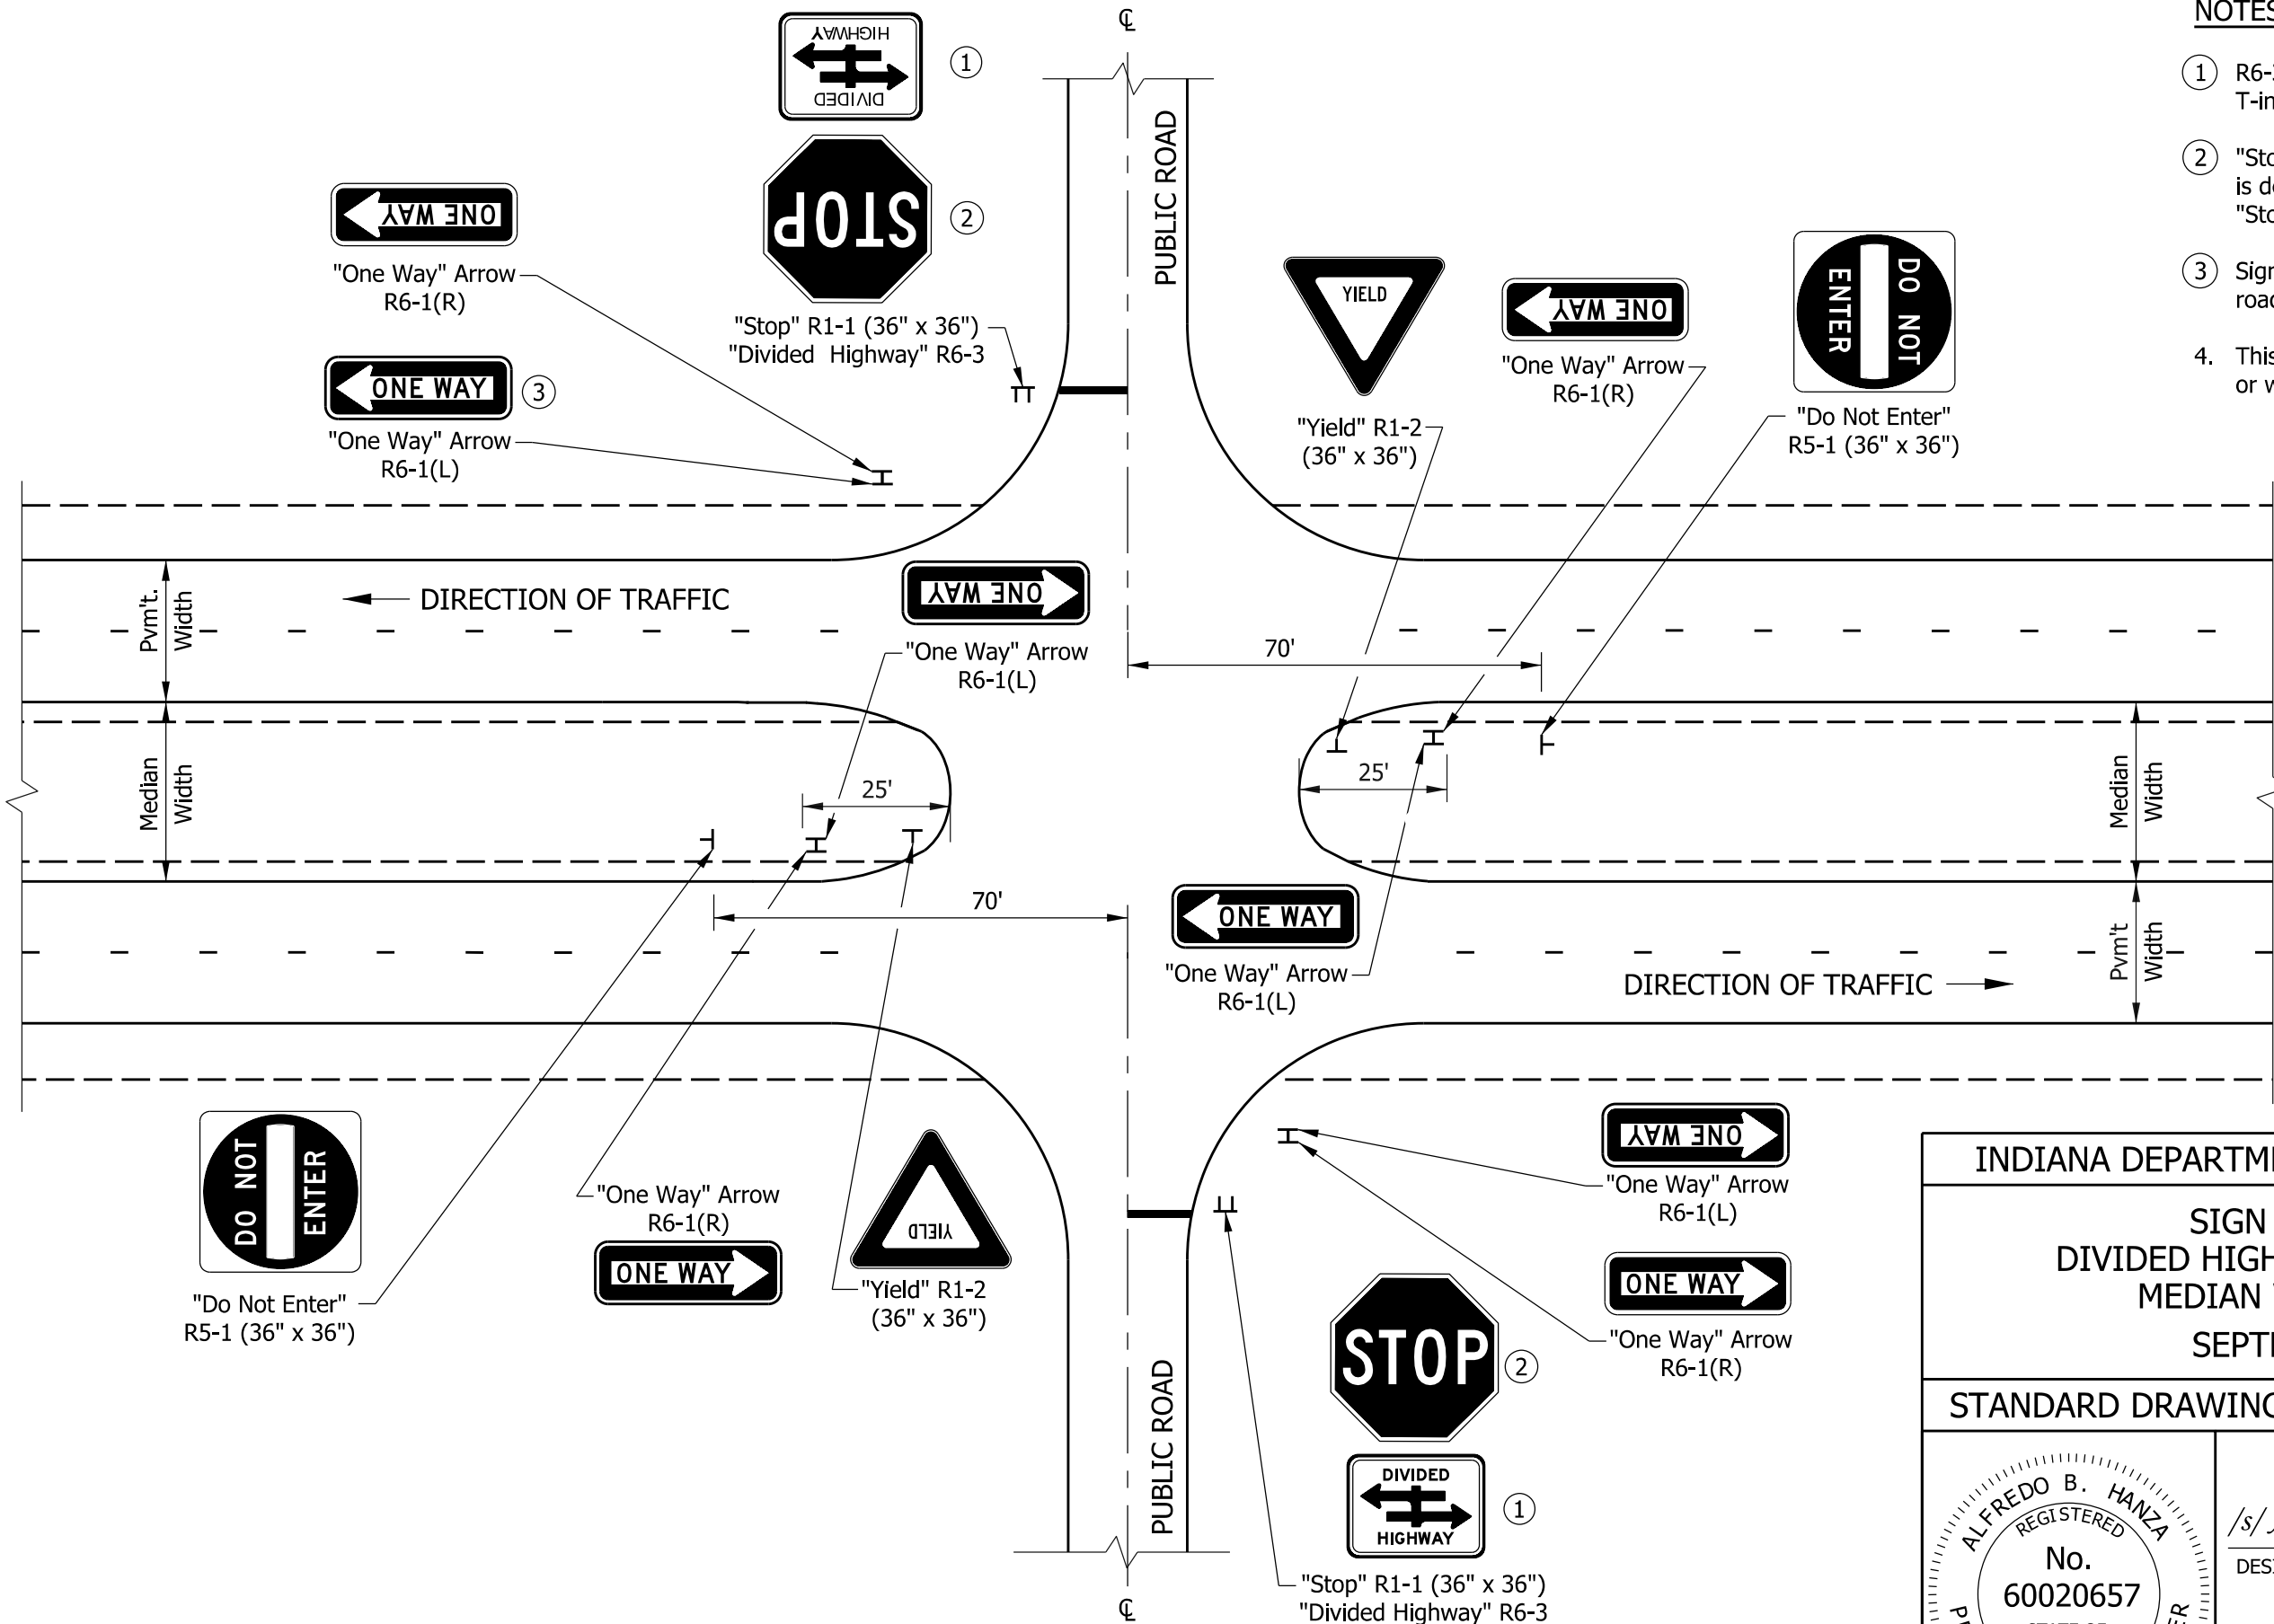 HIGHWAY
DIVIDED
1
STOP
2
"Stop" R1-1 (36" x 36")
"Divided Highway" R6-3
ONE WAY
"One Way" Arrow
R6-1(R)
ONE WAY
3
"One Way" Arrow
R6-1(L)
℄
PUBLIC ROAD
YIELD
"Yield" R1-2
(36" x 36")
ONE WAY
"One Way" Arrow
R6-1(R)
DO NOT
ENTER
"Do Not Enter"
R5-1 (36" x 36")
NOTES
1 R6-
T-in
2 "Sto
is d
"Sto
3 Sign
road
4. This
or w
Pvm't.
Width
DIRECTION OF TRAFFIC
ONE WAY
"One Way" Arrow
R6-1(L)
70'
Median
Width
25'
25'
Median
Width
70'
ONE WAY
"One Way" Arrow
R6-1(L)
DIRECTION OF TRAFFIC
Pvm't
Width
DO NOT
ENTER
"Do Not Enter"
R5-1 (36" x 36")
"One Way" Arrow
R6-1(R)
ONE WAY
YIELD
"Yield" R1-2
(36" x 36")
ONE WAY
"One Way" Arrow
R6-1(L)
ONE WAY
"One Way" Arrow
R6-1(R)
STOP
2
DIVIDED
HIGHWAY
1
"Stop" R1-1 (36" x 36")
"Divided Highway" R6-3
PUBLIC ROAD
℄
INDIANA DEPARTM
SIGN
DIVIDED HIGH
MEDIAN
SEPT
STANDARD DRAWING
ALFREDO B. HANZA
REGISTERED
No.
60020657
/s/
DES